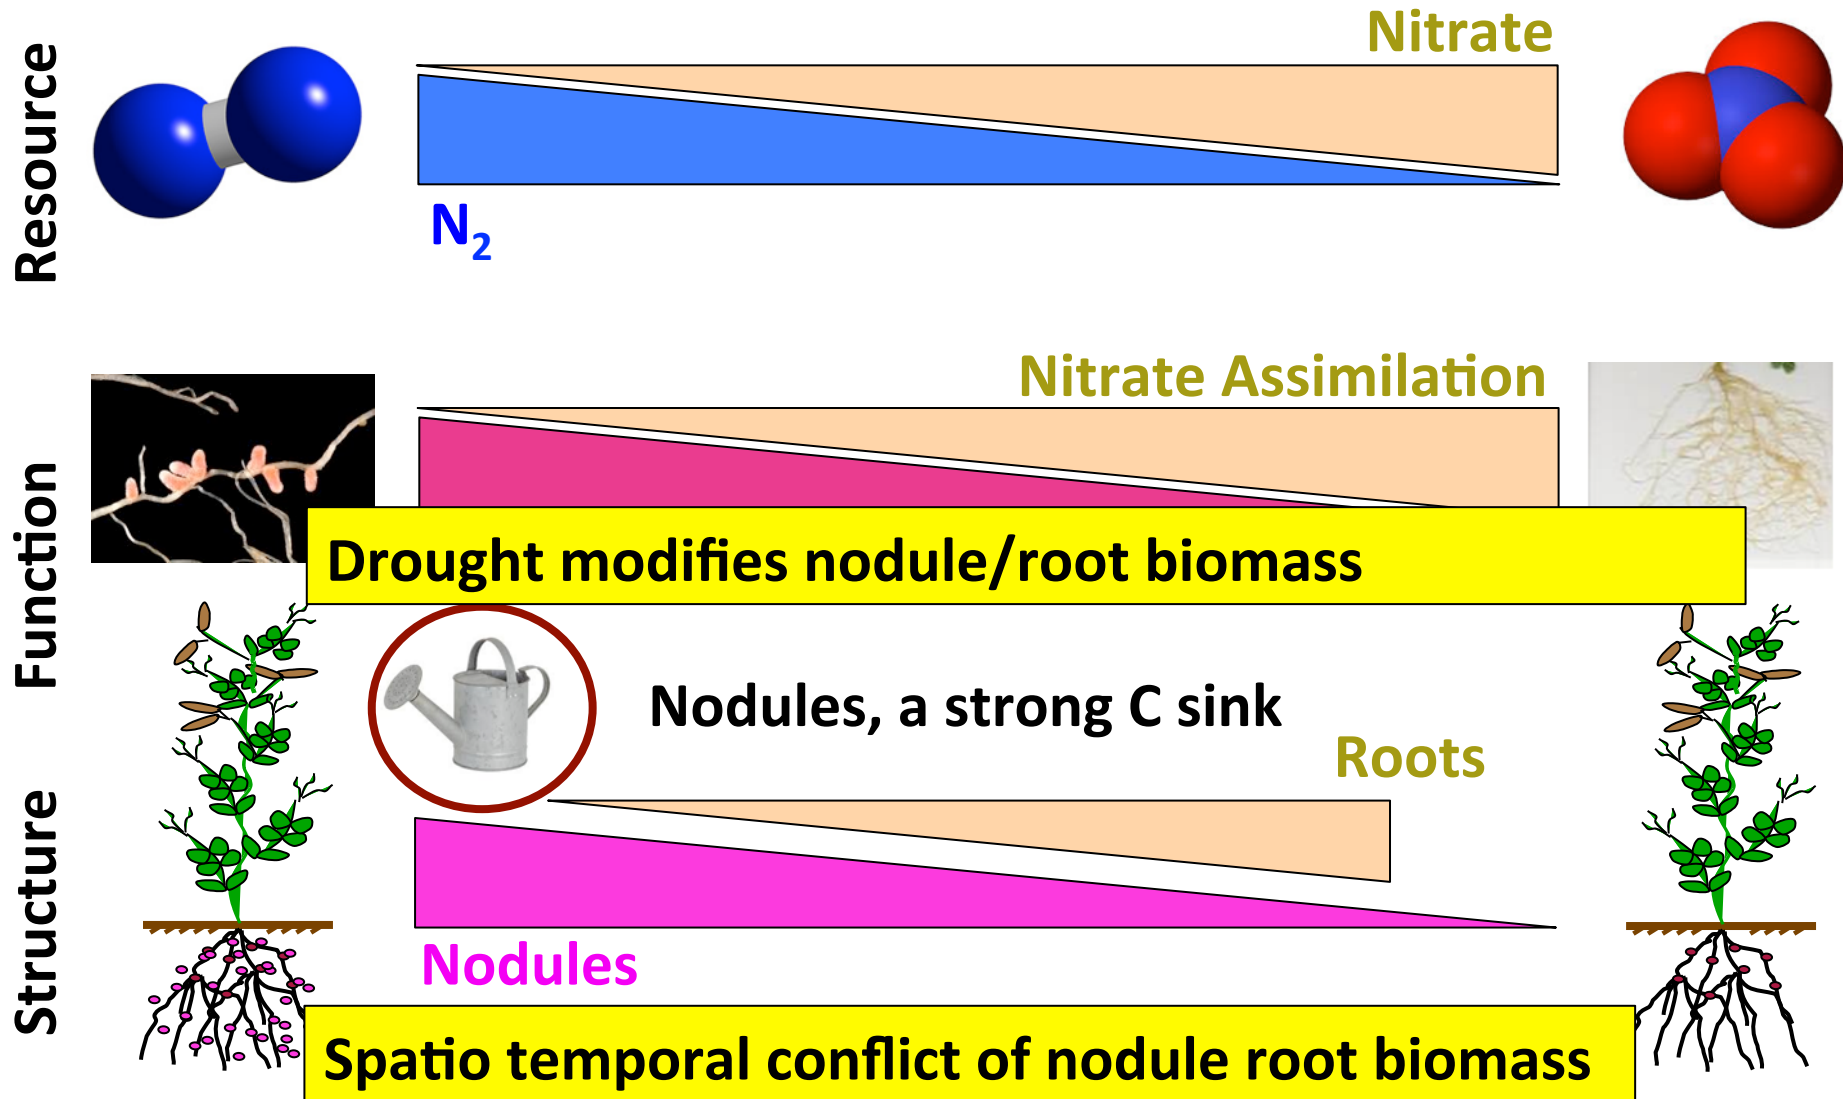 Resource
Nitrate
N2
Function
Nitrate Assimilation
Drought modifies nodule/root biomass
Nodules, a strong C sink
Roots
Structure
Nodules
Spatio temporal conflict of nodule root biomass